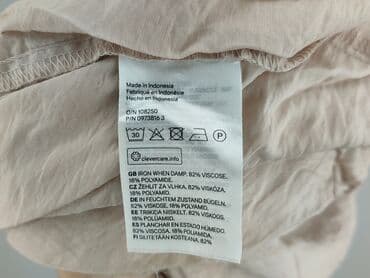 Made in Indonesia
Fabriqué en Indonésie
Hecho en Indonesia
O/N 108250
P/N 0973816 3
30
P
clevercare.info
GB IRON WHEN DAMP, 82% VISCOSE,
18% POLYAMIDE.
CZ ŽEHLIT ZA VLHKA, 82% VISKÓZA,
18% POLYAMID.
DE IN FEUCHTEM ZUSTAND BÜGELN,
82% VISKOSE, 18% POLYAMID.
EE TRIIKIDA NIISKELT, 82% VISKOOS,
18% POLÜAMIID.
ES PLANCHAR EN ESTADO HÚMEDO,
82% VISCOSA, 18% POLIAMIDA.
FI SILITETÄÄN KOSTEANA, 82%